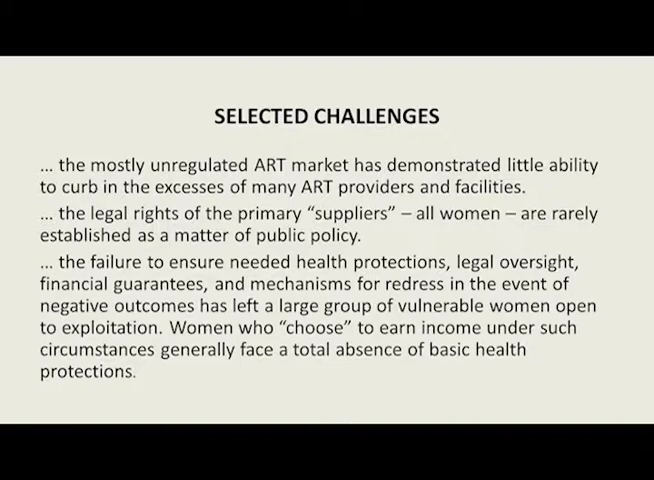 SELECTED CHALLENGES
... the mostly unregulated ART market has demonstrated little ability
to curb in the excesses of many ART providers and facilities.
... the legal rights of the primary “suppliers” – all women – are rarely
established as a matter of public policy.
... the failure to ensure needed health protections, legal oversight,
financial guarantees, and mechanisms for redress in the event of
negative outcomes has left a large group of vulnerable women open
to exploitation. Women who “choose” to earn income under such
circumstances generally face a total absence of basic health
protections.